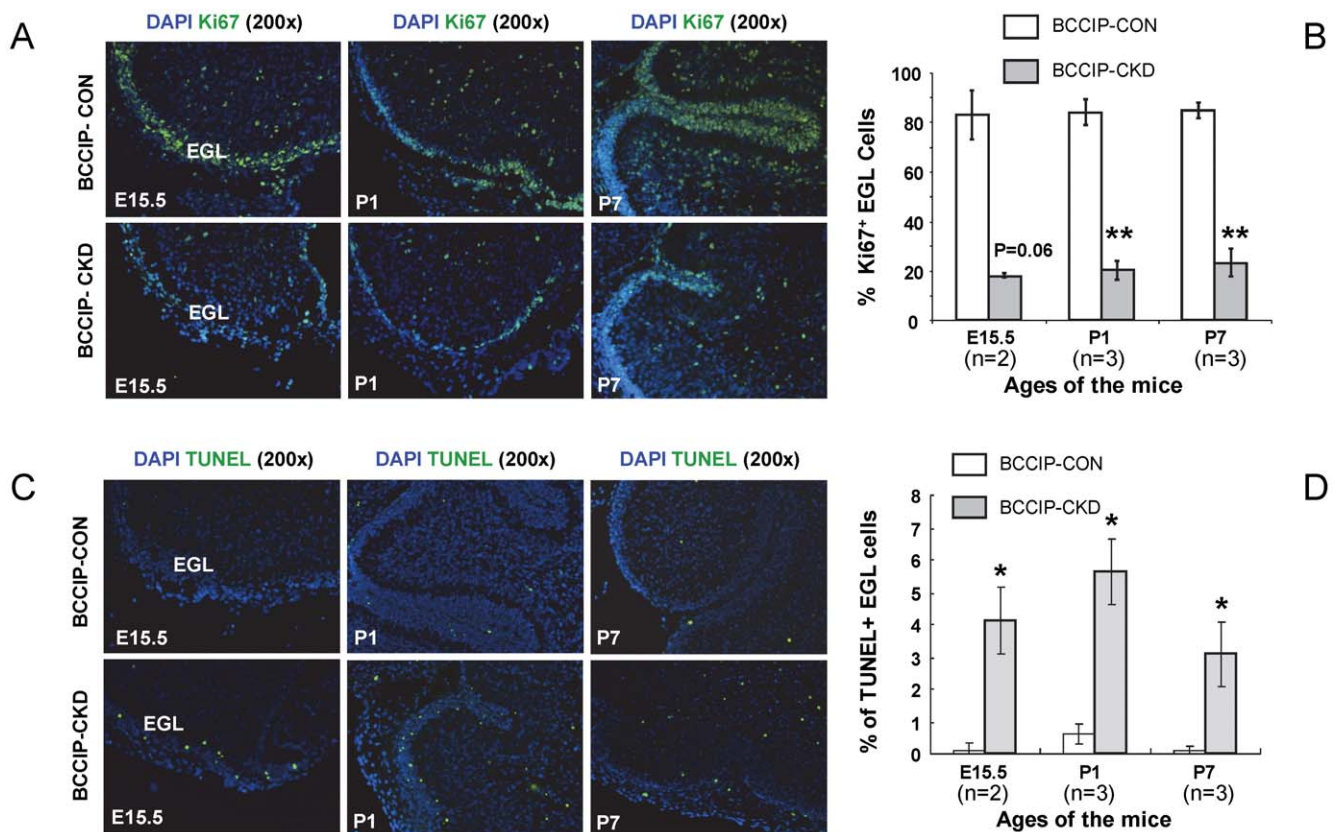 A
DAPI Ki67 (200x)
DAPI Ki67 (200x)
DAPI Ki67 (200x)
BCCIP- CON
EGL
E15.5
P1
P7
BCCIP- CKD
EGL
E15.5
P1
P7
B
BCCIP-CON
BCCIP-CKD
% Ki67+ EGL Cells
100
80
60
40
20
0
P=0.06
**
**
E15.5
P1
P7
(n=2)
(n=3)
(n=3)
Ages of the mice
C
DAPI TUNEL (200x)
DAPI TUNEL (200x)
DAPI TUNEL (200x)
BCCIP-CON
EGL
E15.5
P1
P7
BCCIP-CKD
EGL
E15.5
P1
P7
D
BCCIP-CON
BCCIP-CKD
% of TUNEL+ EGL cells
8
7
6
5
4
3
2
1
0
*
*
*
E15.5
P1
P7
(n=2)
(n=3)
(n=3)
Ages of the mice